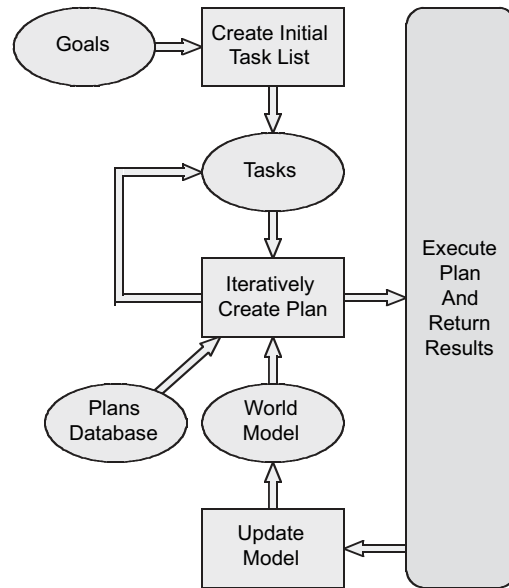 Goals
Create Initial
Task List
Tasks
Iteratively
Create Plan
Execute
Plan
And
Return
Results
Plans
Database
World
Model
Update
Model